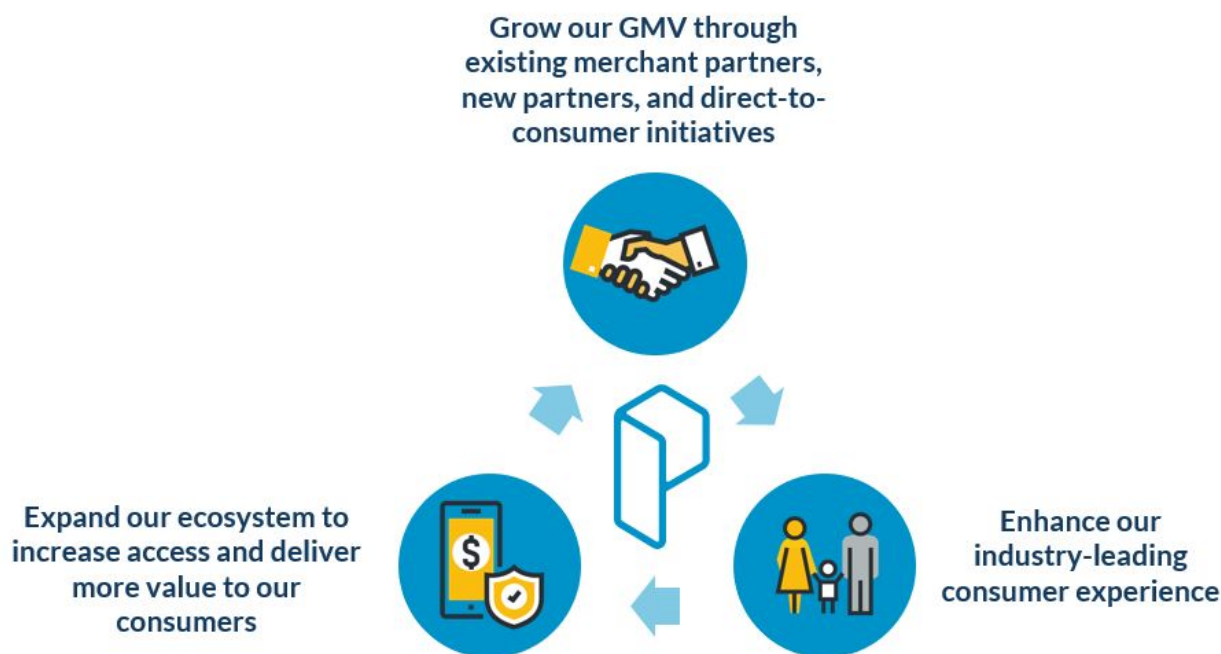 Grow our GMV through
existing merchant partners,
new partners, and direct-to-
consumer initiatives
$
Expand our ecosystem to
increase access and deliver
more value to our
consumers
Enhance our
industry-leading
consumer experience